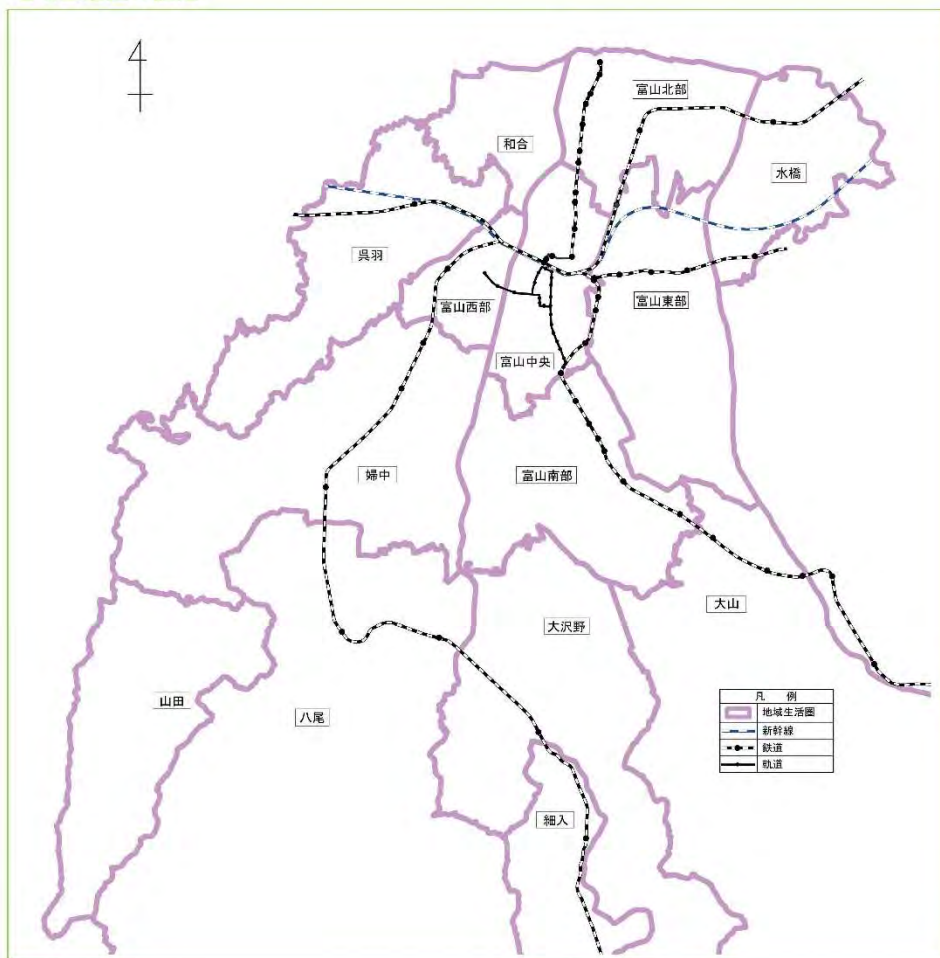 富山北部
和合
水橋
呉羽
富山西部
富山東部
富山中央
婦中
富山南部
大山
大沢野
山田
八尾
細入
凡 例
地域生活圏
新幹線
鉄道
軌道